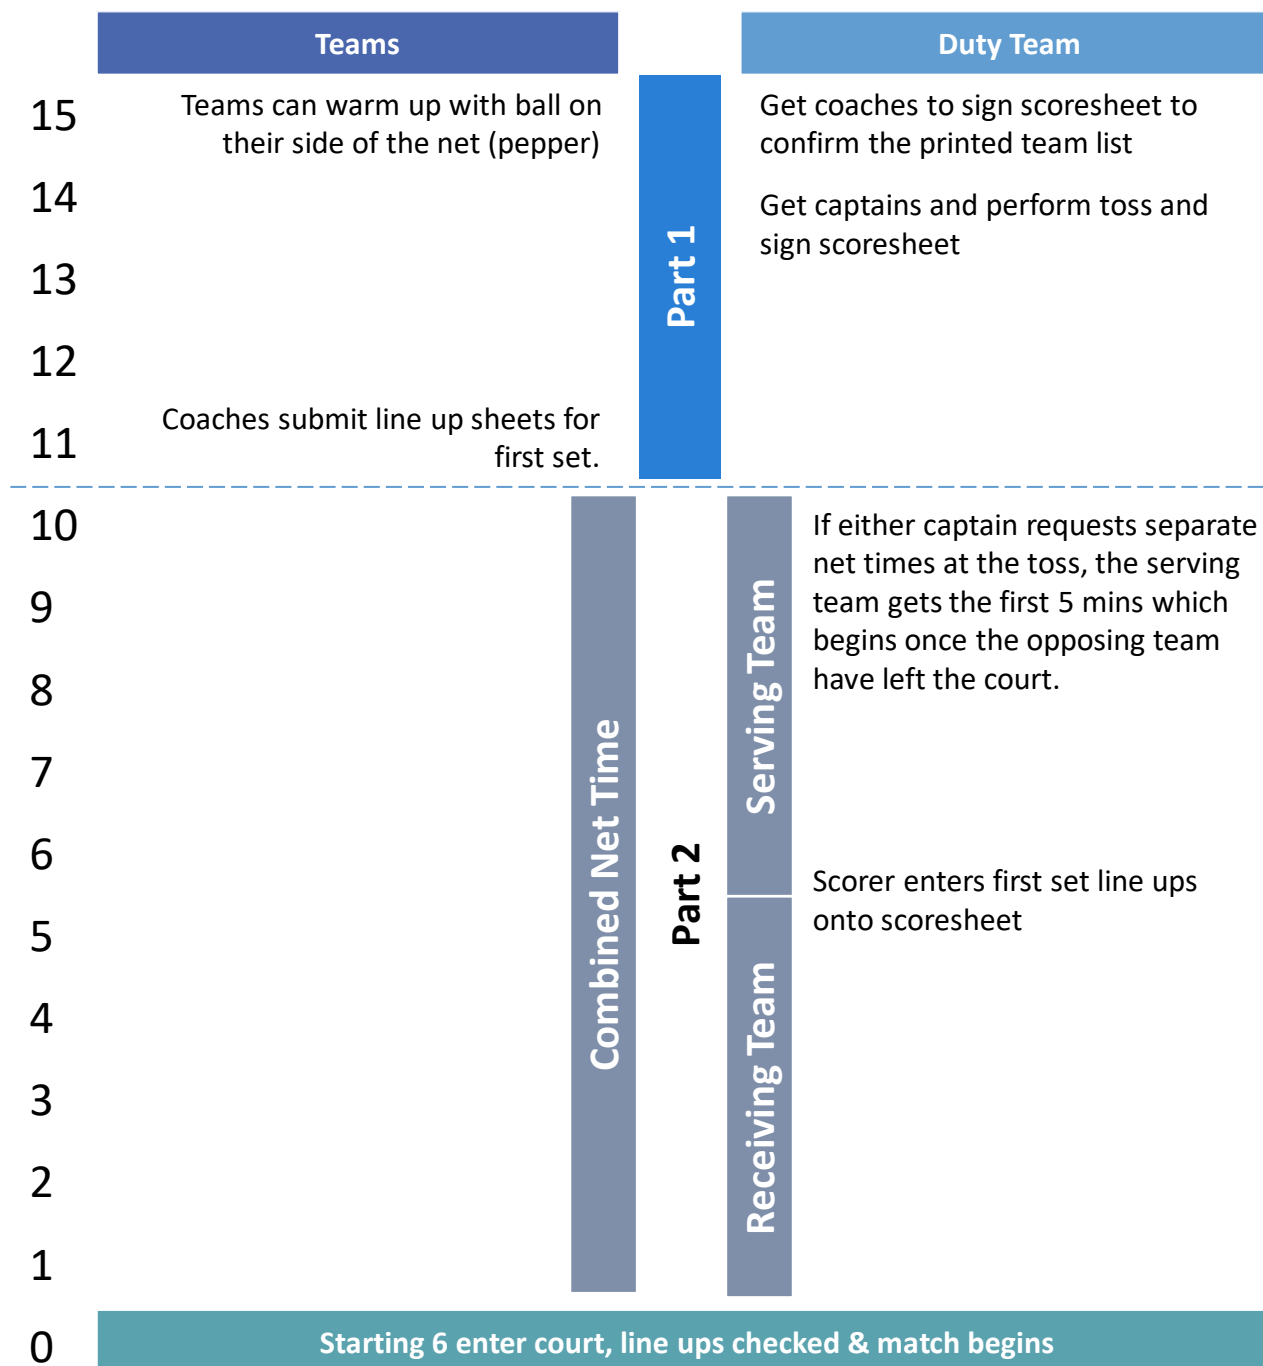 Teams
Duty Team
15
Teams can warm up with ball on
their side of the net (pepper)
Get coaches to sign scoresheet to
confirm the printed team list
14
Get captains and perform toss and
sign scoresheet
13
Part 1
12
11
Coaches submit line up sheets for
first set.
10
If either captain requests separate
net times at the toss, the serving
team gets the first 5 mins which
begins once the opposing team
have left the court.
9
8
7
6
5
4
3
2
1
Combined Net Time
Part 2
Serving Team
Receiving Team
Scorer enters first set line ups
onto scoresheet
0
Starting 6 enter court, line ups checked & match begins